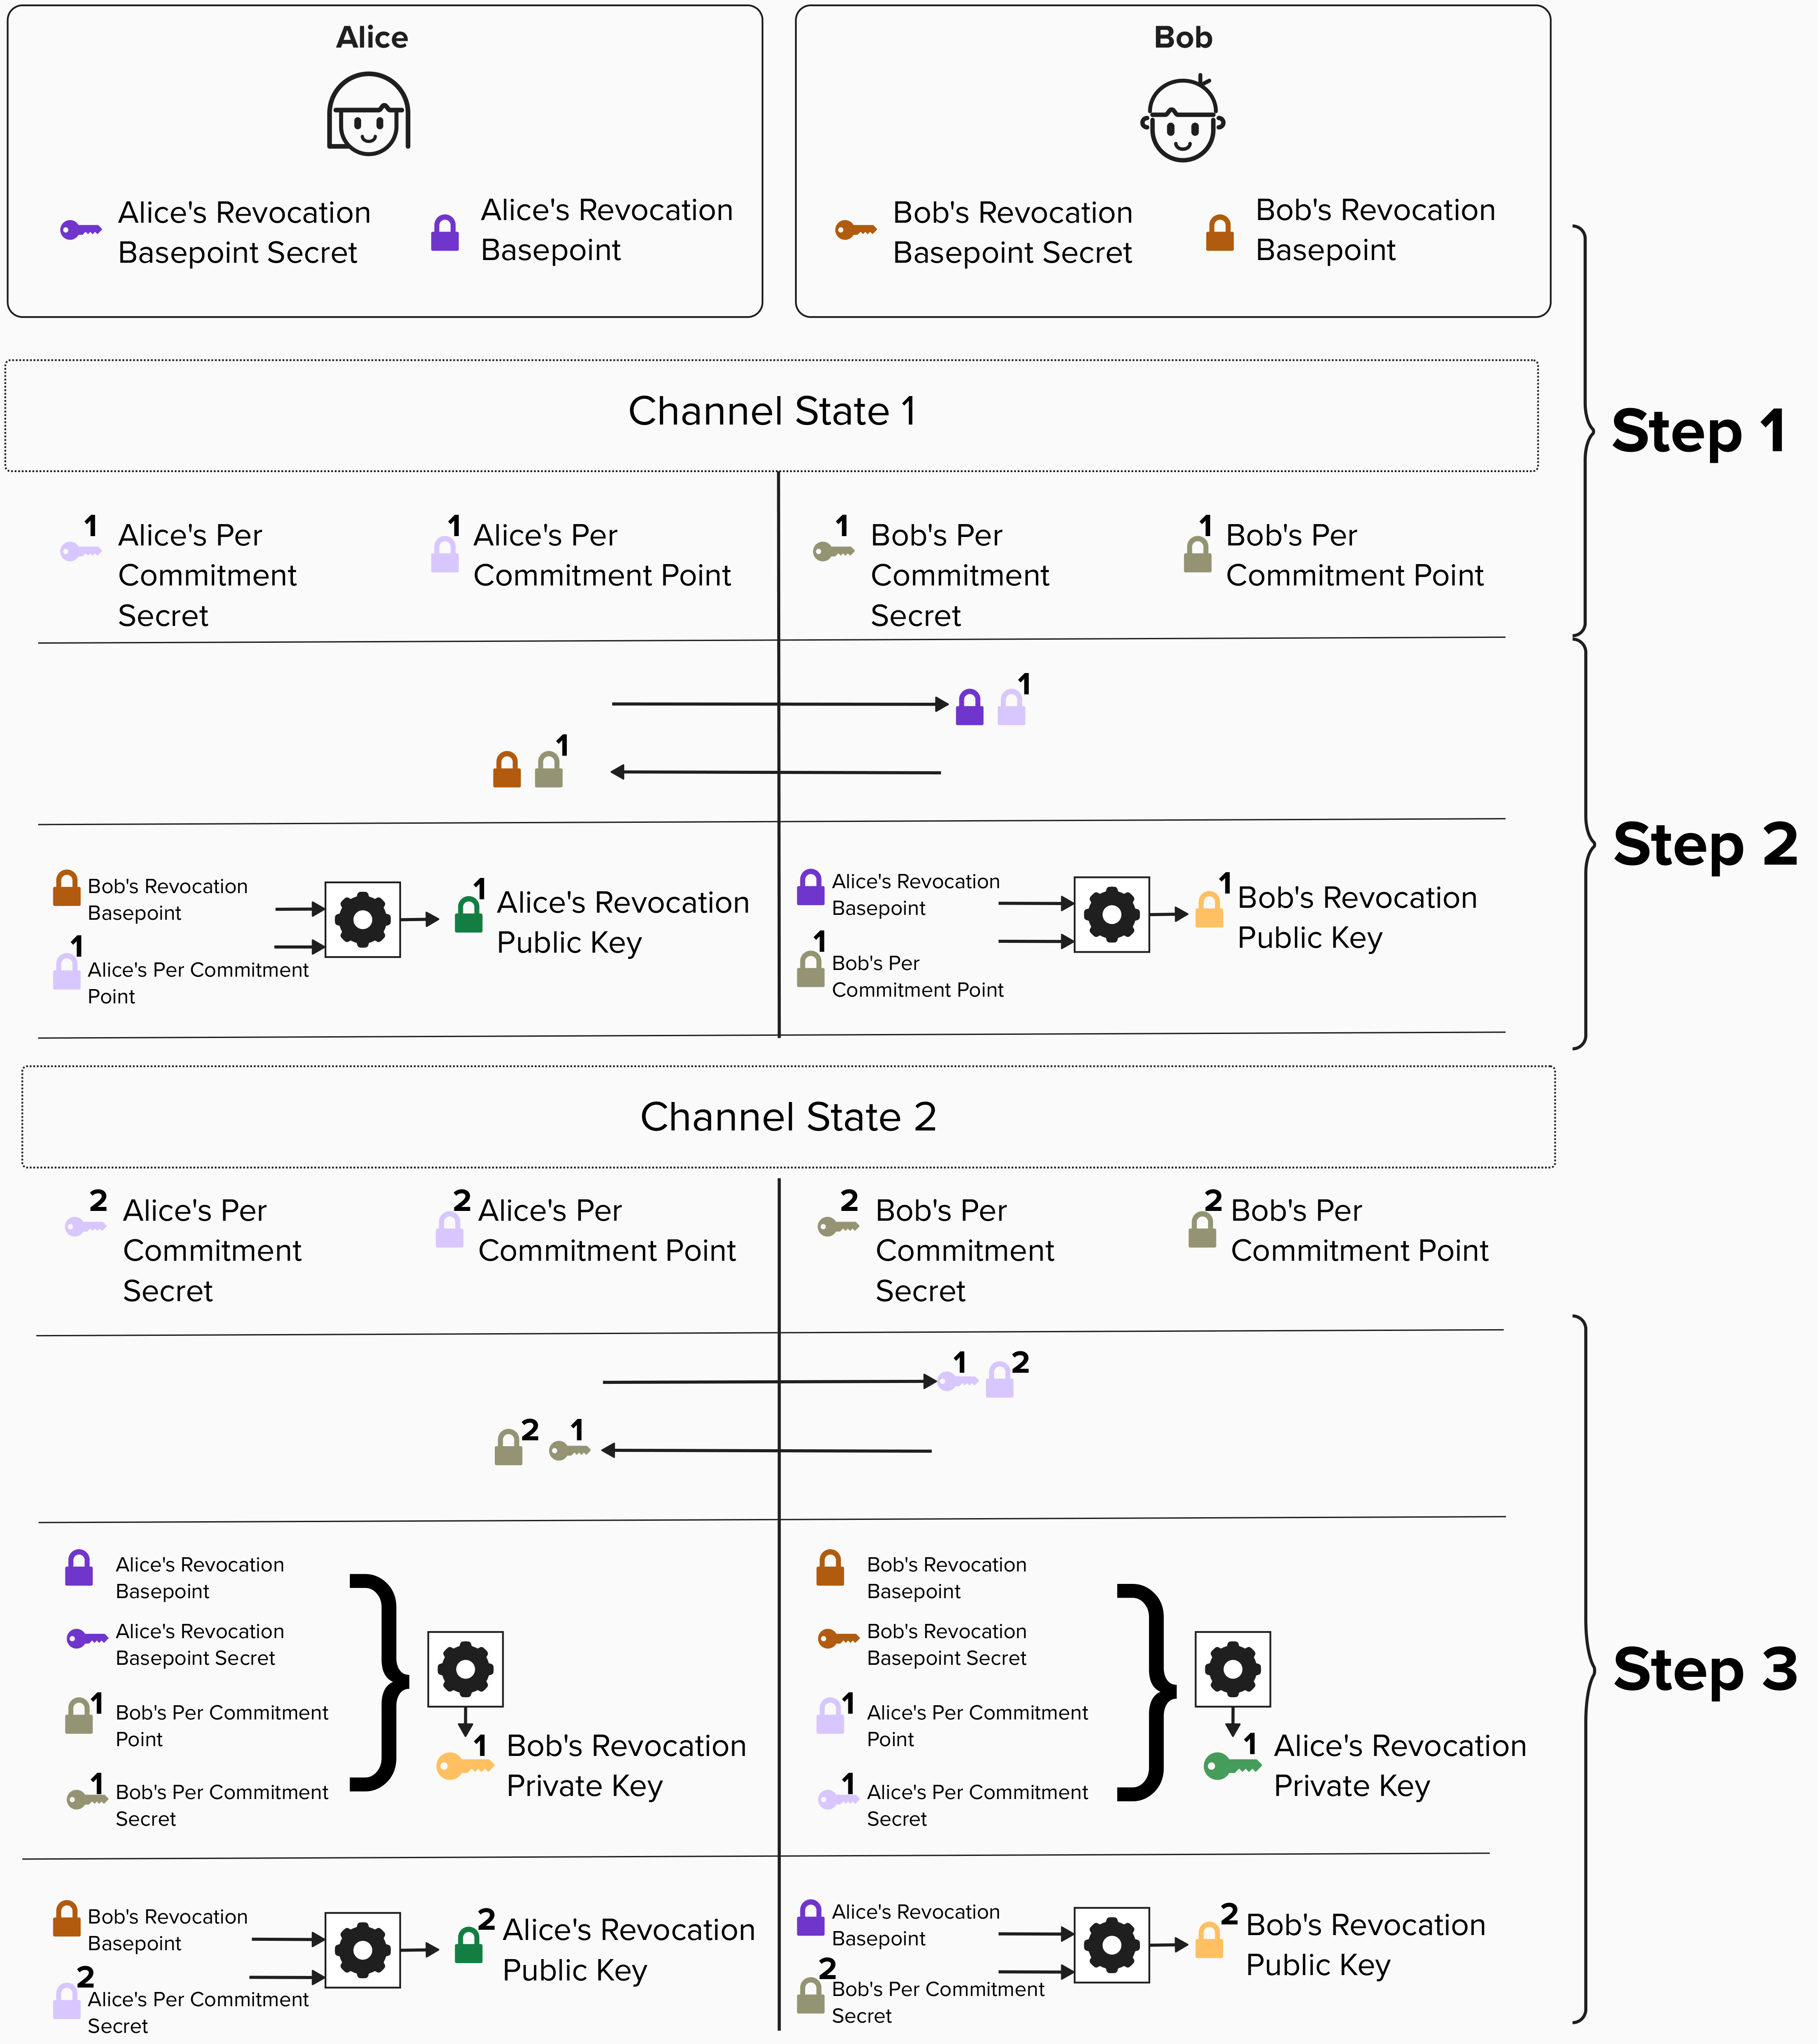 Alice
Bob
Alice's Revocation
Basepoint Secret
Alice's Revocation
Basepoint
Bob's Revocation
Basepoint Secret
Bob's Revocation
Basepoint
Channel State 1
Step 1
1
Alice's Per
Commitment
Secret
1
Alice's Per
Commitment Point
1
Bob's Per
Commitment
Secret
1
Bob's Per
Commitment Point
1
1
Step 2
Bob's Revocation
Basepoint
1
Alice's Per Commitment
Point
1
Alice's Revocation
Public Key
Alice's Revocation
Basepoint
1
Bob's Per
Commitment Point
1
Bob's Revocation
Public Key
Channel State 2
2
Alice's Per
Commitment
Secret
2
Alice's Per
Commitment Point
2
Bob's Per
Commitment
Secret
2
Bob's Per
Commitment Point
1
2
2
1
Step 3
Alice's Revocation
Basepoint
Alice's Revocation
Basepoint Secret
1
Bob's Per Commitment
Point
1
Bob's Per Commitment
Secret
1
Bob's Revocation
Private Key
Bob's Revocation
Basepoint
Bob's Revocation
Basepoint Secret
1
Alice's Per Commitment
Point
1
Alice's Per Commitment
Secret
1
Alice's Revocation
Private Key
Bob's Revocation
Basepoint
2
Alice's Per Commitment
Secret
2
Alice's Revocation
Public Key
Alice's Revocation
Basepoint
2
Bob's Per Commitment
Secret
2
Bob's Revocation
Public Key